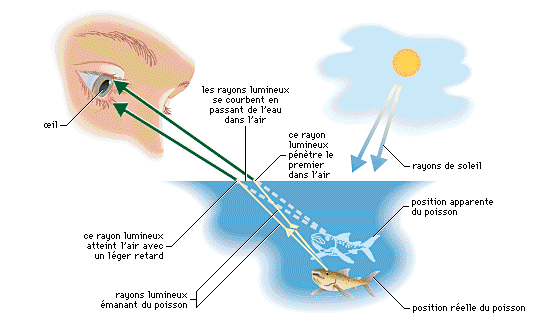 les rayons lumineux
se courbent en
passant de l'eau
dans l'air
œil
ce rayon
lumineux
pénètre le
premier
dans l'air
rayons de soleil
position apparente
du poisson
ce rayon lumineux
atteint l'air avec
un léger retard
rayons lumineux
émanant du poisson
position réelle du poisson